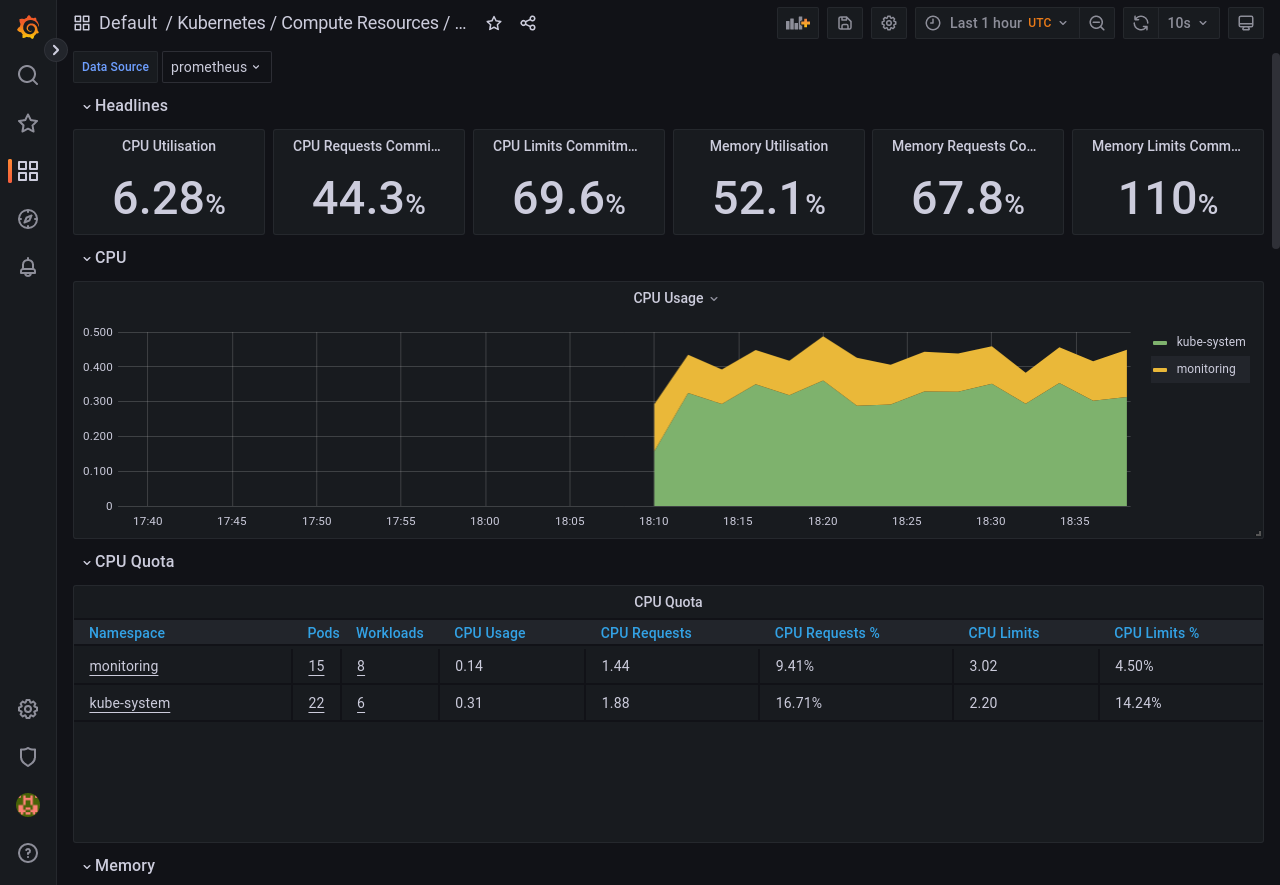 Default / Kubernetes / Compute Resources / ...
Last 1 hour UTC
10s
Data Source
prometheus
Headlines
CPU Utilisation
6.28%
CPU Requests Commi...
44.3%
CPU Limits Commitm...
69.6%
Memory Utilisation
52.1%
Memory Requests Co...
67.8%
Memory Limits Comm...
110%
CPU
CPU Usage
0.500
0.400
0.300
0.200
0.100
0
17:40 17:45 17:50 17:55 18:00 18:05 18:10 18:15 18:20 18:25 18:30 18:35
kube-system
monitoring
CPU Quota
CPU Quota
Namespace Pods Workloads CPU Usage CPU Requests CPU Requests % CPU Limits CPU Limits %
monitoring 15 8 0.14 1.44 9.41% 3.02 4.50%
kube-system 22 6 0.31 1.88 16.71% 2.20 14.24%
Memory